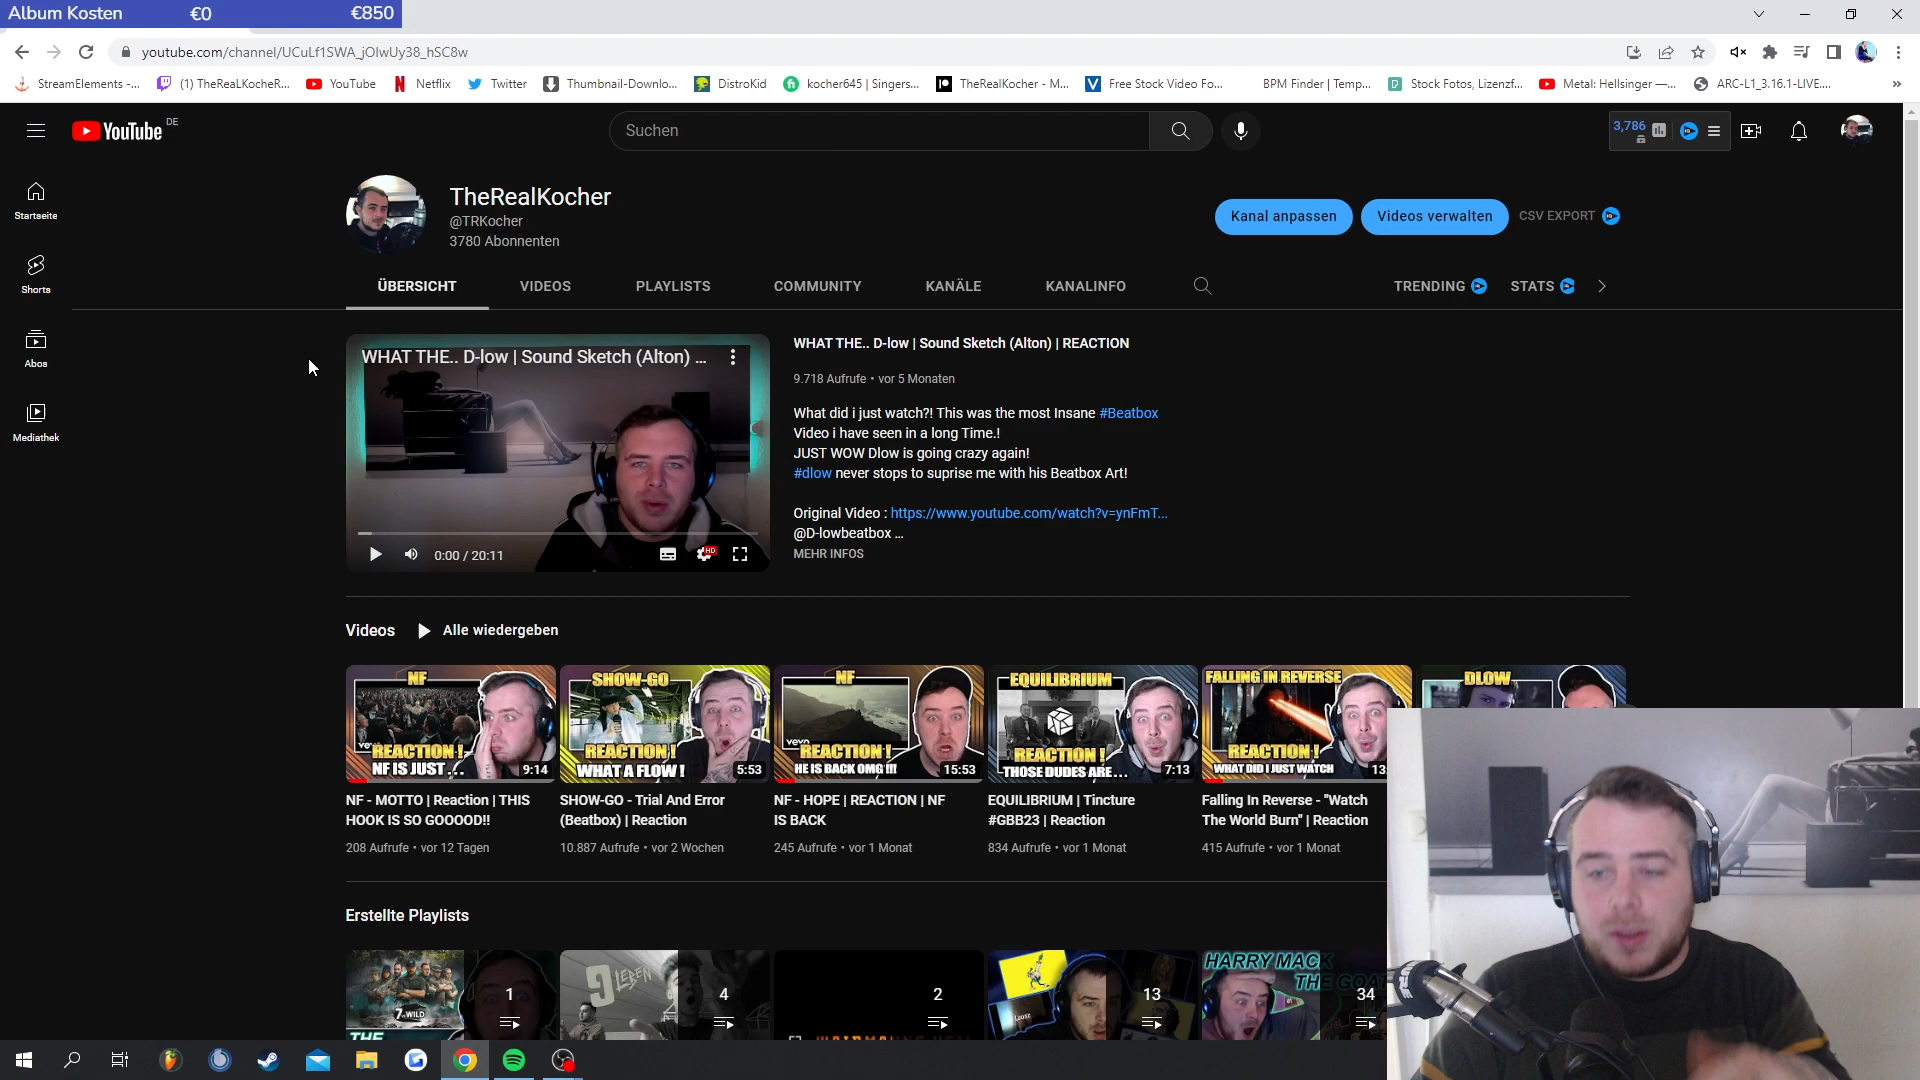 Album Kosten €0 €850
youtube.com/channel/UCuLf1SWA_jOlwUy38_hSC8w
StreamElements -... (1) TheReaLKocheR... YouTube Netflix Twitter Thumbnail-Downlo... DistroKid kocher645 | Singers... TheRealKocher - M... Free Stock Video Fo... BPM Finder | Temp... Stock Fotos, Lizenzf... Metal: Hellsinger —... ARC-L1_3.16.1-LIVE....
YouTube DE
Suchen
3,786
Startseite
Shorts
Abos
Mediathek
TheRealKocher
@TRKocher
3780 Abonnenten
Kanal anpassen Videos verwalten CSV EXPORT
ÜBERSICHT VIDEOS PLAYLISTS COMMUNITY KANÄLE KANALINFO TRENDING STATS
WHAT THE.. D-low | Sound Sketch (Alton) ...
HD
0:00 / 20:11
WHAT THE.. D-low | Sound Sketch (Alton) | REACTION
9.718 Aufrufe • vor 5 Monaten
What did i just watch?! This was the most Insane #Beatbox
Video i have seen in a long Time.!
JUST WOW Dlow is going crazy again!
#dlow never stops to suprise me with his Beatbox Art!
Original Video : https://www.youtube.com/watch?v=ynFmT...
@D-lowbeatbox ...
MEHR INFOS
Videos Alle wiedergeben
NF
REACTION !
NF IS JUST ...
9:14
SHOW-GO
REACTION !
WHAT A FLOW !
5:53
NF
vevo
REACTION !
HE IS BACK OMG !!!
15:53
EQUILIBRIUM
REACTION !
THOSE DUDES ARE...
7:13
FALLING IN REVERSE
REACTION !
WHAT DID I JUST WATCH
13
DLOW
NF - MOTTO | Reaction | THIS
HOOK IS SO GOOOOD!!
208 Aufrufe • vor 12 Tagen
SHOW-GO - Trial And Error
(Beatbox) | Reaction
10.887 Aufrufe • vor 2 Wochen
NF - HOPE | REACTION | NF
IS BACK
245 Aufrufe • vor 1 Monat
EQUILIBRIUM | Tincture
#GBB23 | Reaction
834 Aufrufe • vor 1 Monat
Falling In Reverse - "Watch
The World Burn" | Reaction
415 Aufrufe • vor 1 Monat
Erstellte Playlists
7 vs. WILD
THE
1
9 LEBEN
4
2
13
HARRY MACK
THE GOAT
34